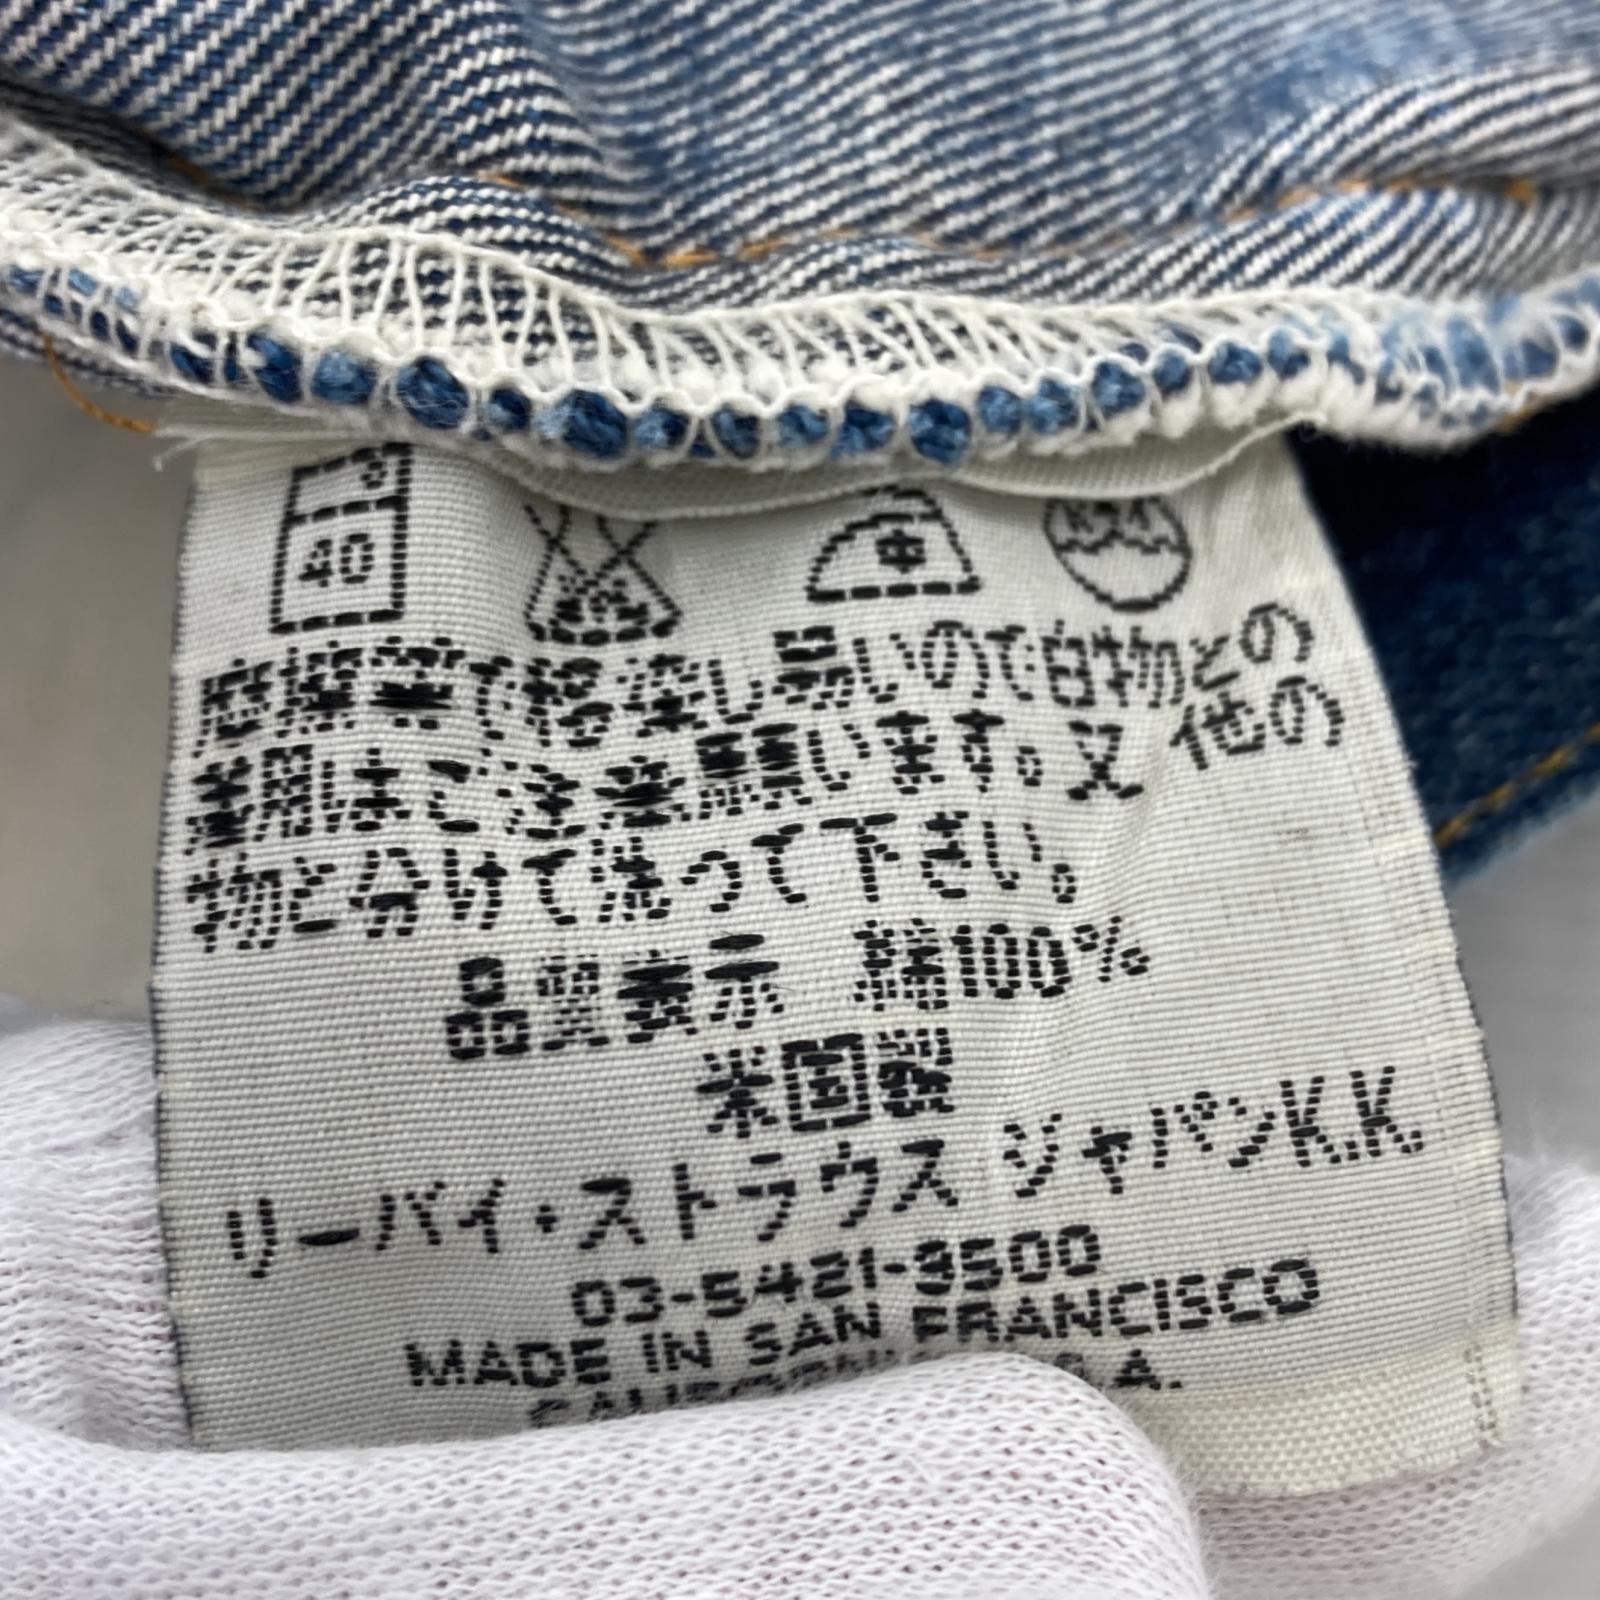 40
中
摩擦等で移染し易いので白物との
着用はご注意願います。又他の
物と分けて洗って下さい。
品質表示 綿100%
米国製
リーバイ・ストラウス ジャパンK.K
03-5421-9500
MADE IN SAN FRANCISCO